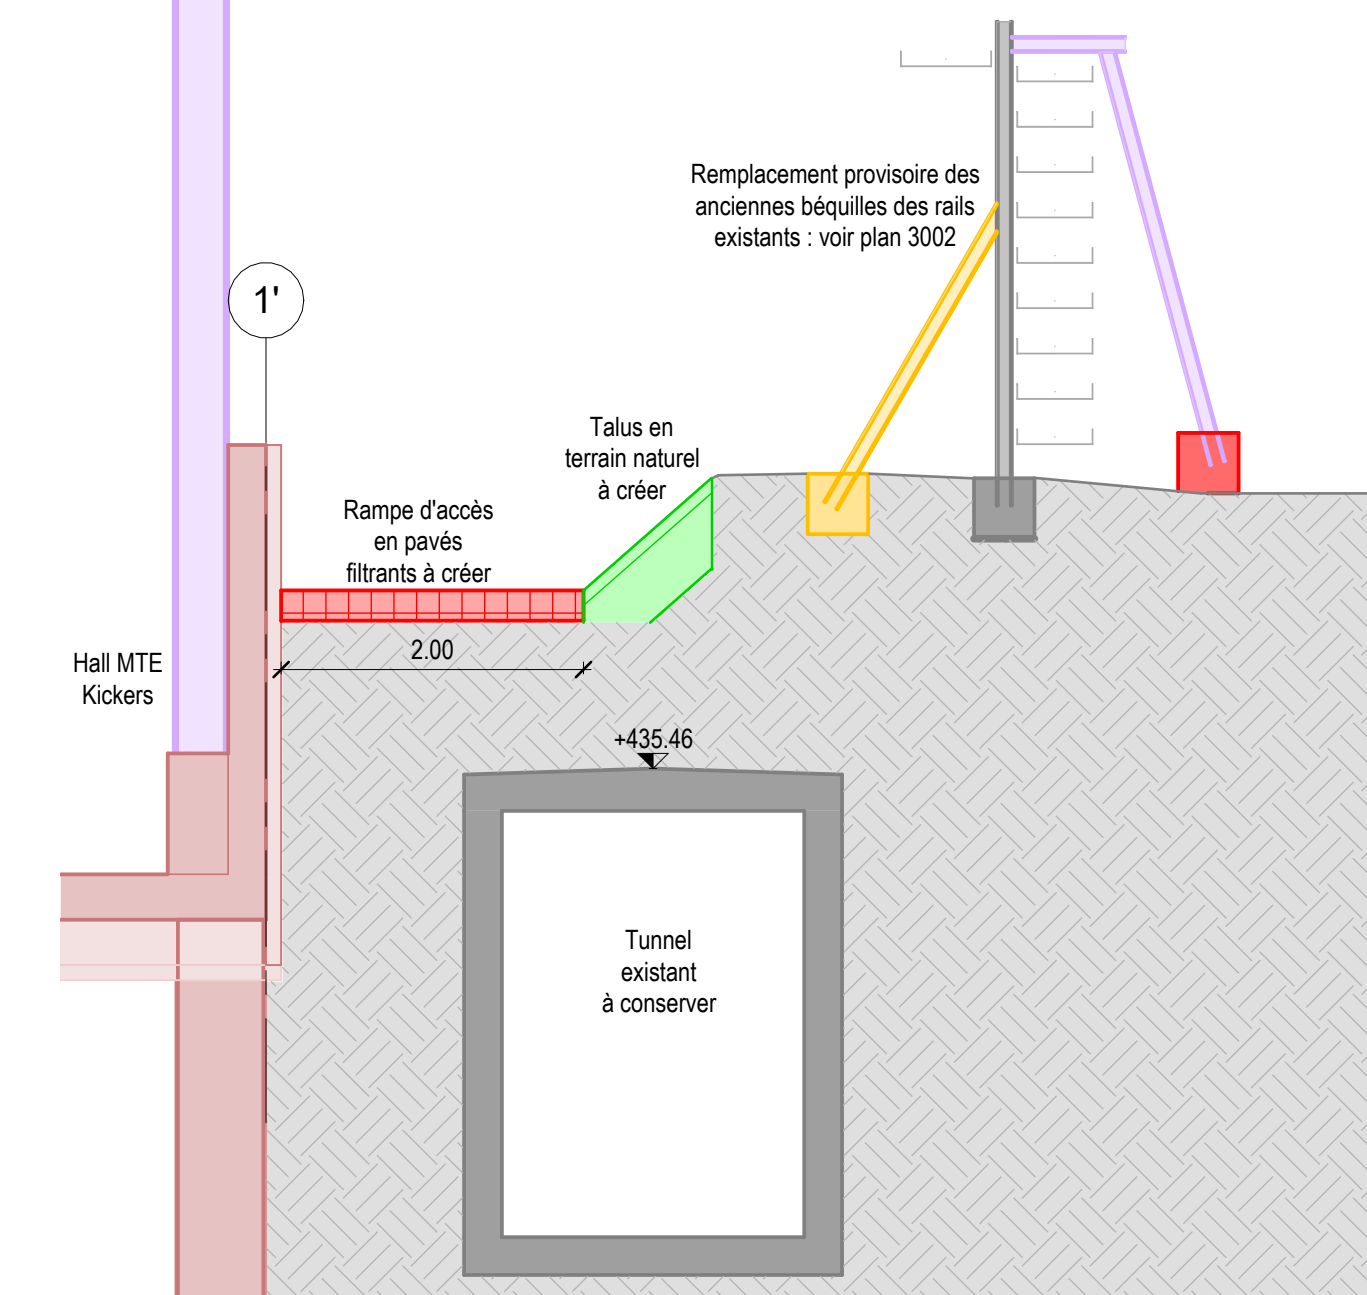 Remplacement provisoire des
anciennes béquilles des rails
existants : voir plan 3002
1'
Talus en
terrain naturel
à créer
Rampe d'accès
en pavés
filtrants à créer
2.00
Hall MTE
Kickers
+435.46
Tunnel
existant
à conserver